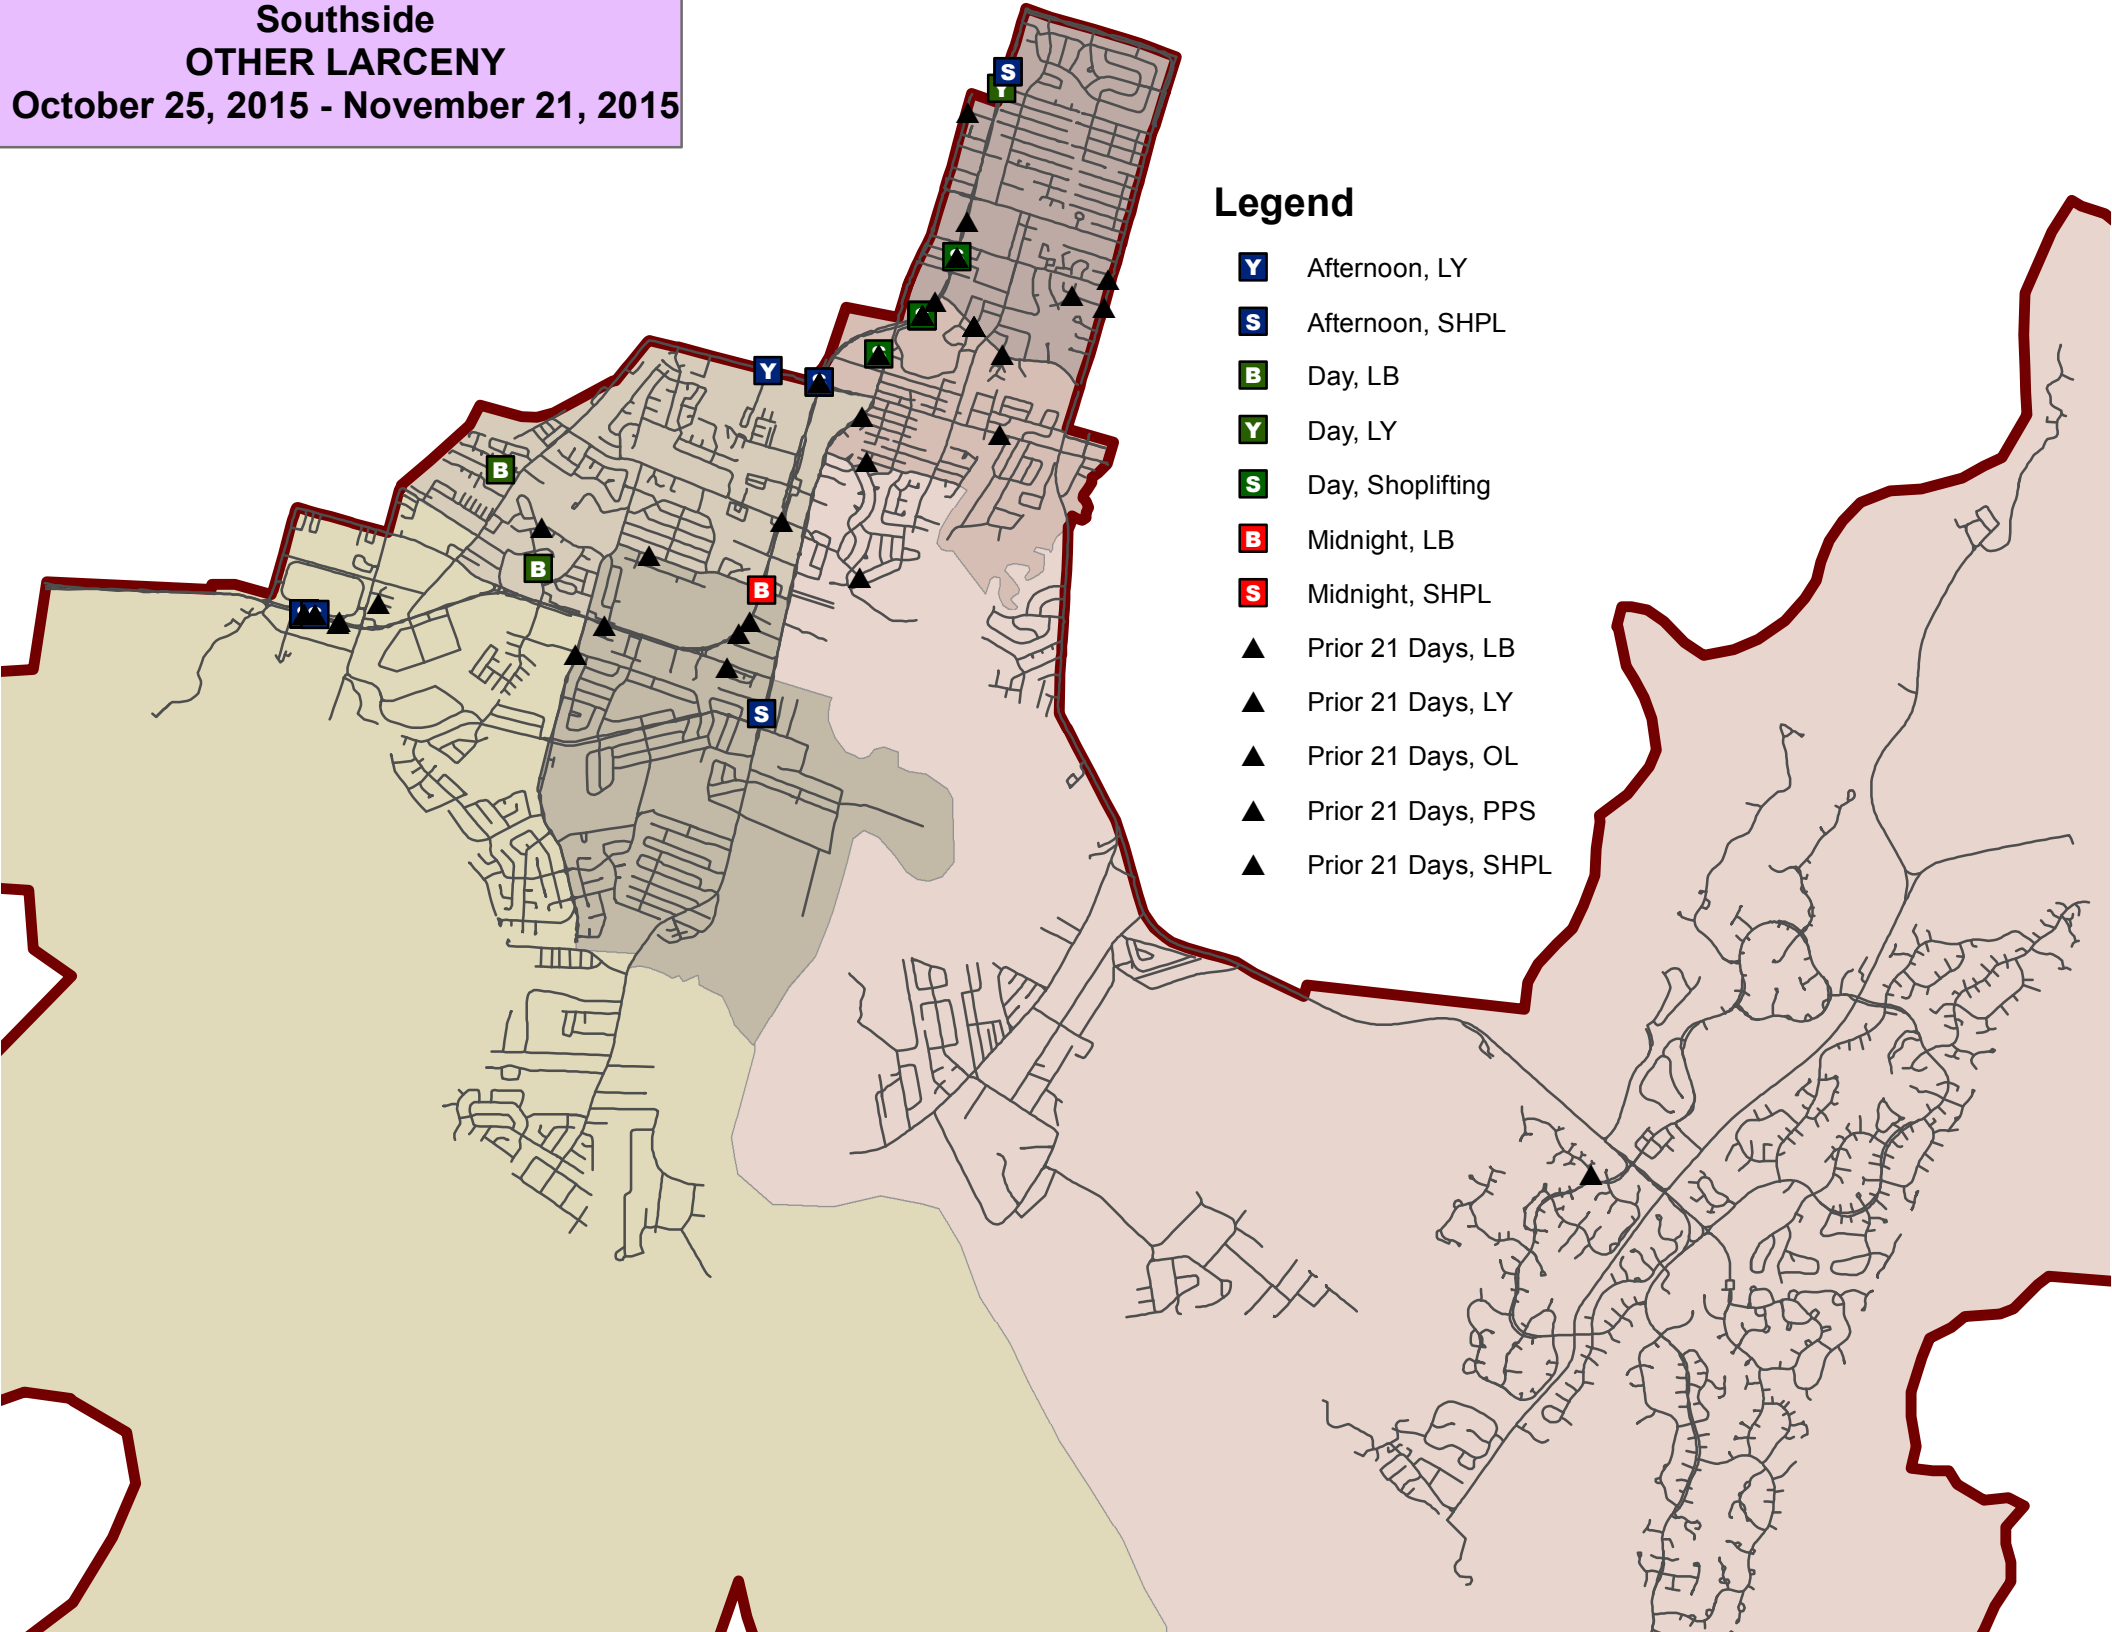 Southside
OTHER LARCENY
October 25, 2015 - November 21, 2015
Legend
Y Afternoon, LY
S Afternoon, SHPL
B Day, LB
Y Day, LY
S Day, Shoplifting
B Midnight, LB
S Midnight, SHPL
Prior 21 Days, LB
Prior 21 Days, LY
Prior 21 Days, OL
Prior 21 Days, PPS
Prior 21 Days, SHPL
S
Y
Y
B
B
B
S